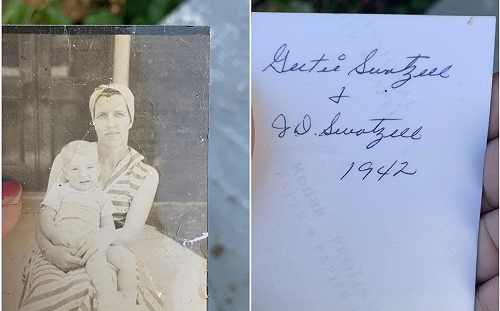 Gertie Swatzell
&
J.D. Swatzell
1942
Kodak